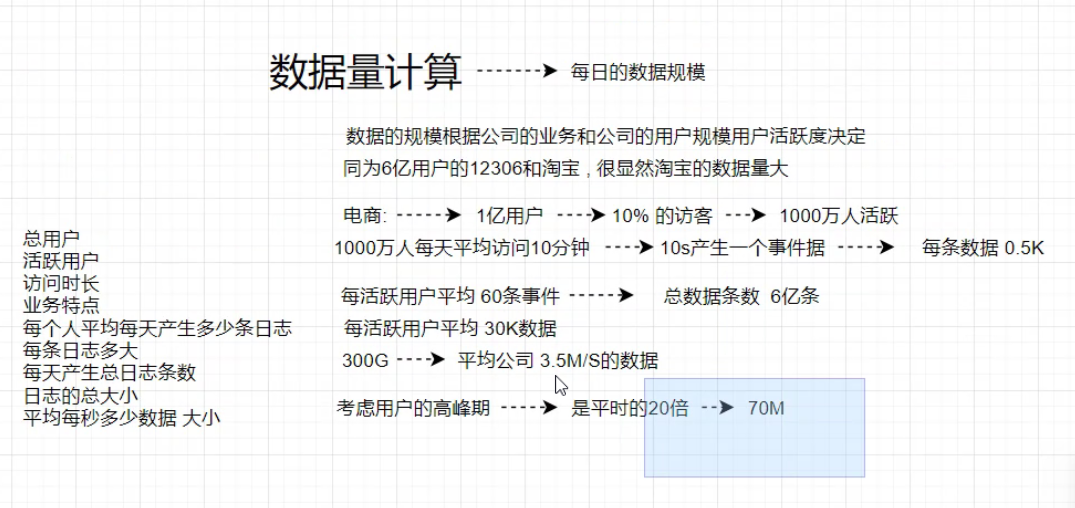 数据量计算 每日的数据规模
数据的规模根据公司的业务和公司的用户规模用户活跃度决定
同为6亿用户的12306和淘宝 , 很显然淘宝的数据量大
电商: 1亿用户 10% 的访客 1000万人活跃
1000万人每天平均访问10分钟 10s产生一个事件据 每条数据 0.5K
每活跃用户平均 60条事件 总数据条数 6亿条
每活跃用户平均 30K数据
300G 平均公司 3.5M/S的数据
考虑用户的高峰期 是平时的20倍 70M
总用户
活跃用户
访问时长
业务特点
每个人平均每天产生多少条日志
每条日志多大
每天产生总日志条数
日志的总大小
平均每秒多少数据 大小